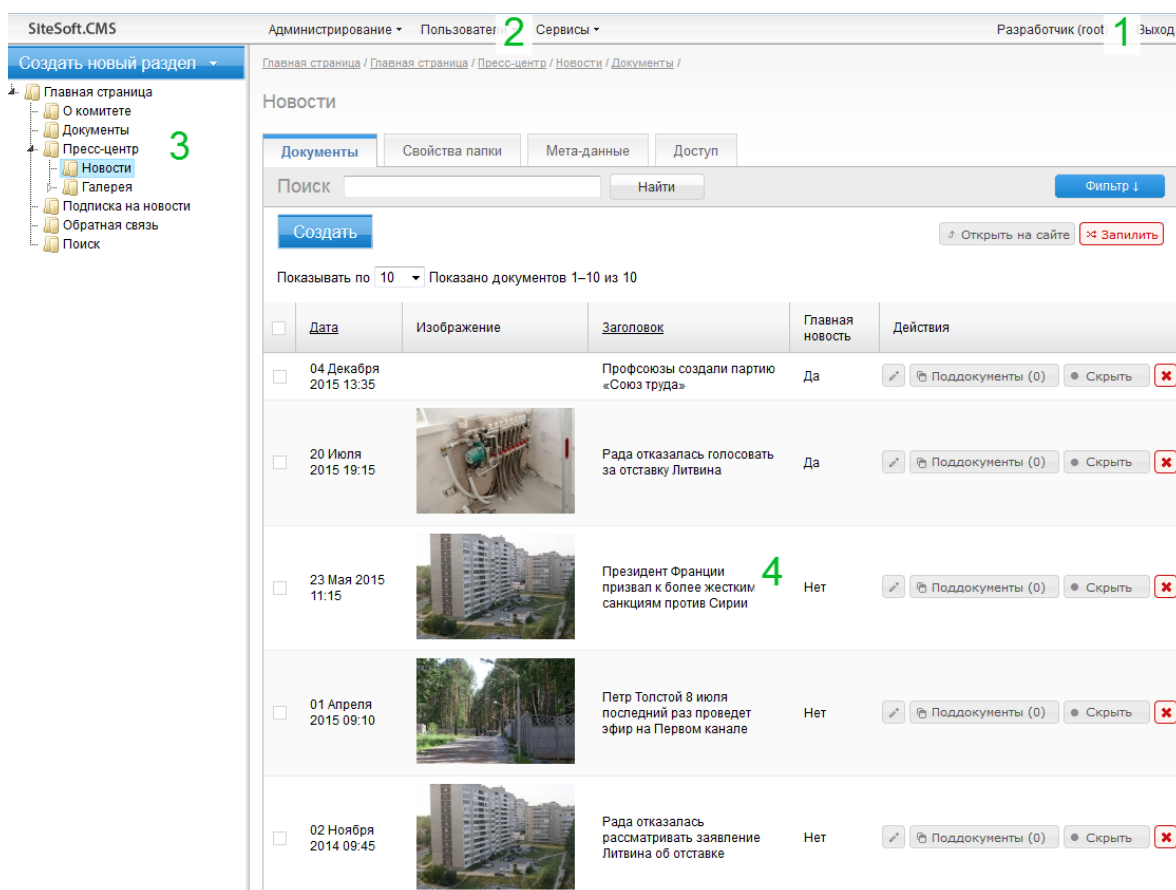 SiteSoft.CMS
Администрирование Пользовател 2 Сервисы Разработчик (root 1 Выход
Создать новый раздел
Главная страница / Главная страница / Пресс-центр / Новости / Документы /
Главная страница
О комитете
Документы
Пресс-центр
3
Новости
Галерея
Подписка на новости
Обратная связь
Поиск
Новости
Документы Свойства папки Мета-данные Доступ
Поиск Найти Фильтр ↓
Создать Открыть на сайте Запилить
Показывать по 10 Показано документов 1–10 из 10
Дата Изображение Заголовок Главная
новость Действия
04 Декабря
2015 13:35
Профсоюзы создали партию
«Союз труда»
Да
Поддокументы (0) Скрыть
20 Июля
2015 19:15
Рада отказалась голосовать
за отставку Литвина
Да
Поддокументы (0) Скрыть
23 Мая 2015
11:15
Президент Франции
призвал к более жестким
санкциям против Сирии
4
Нет
Поддокументы (0) Скрыть
01 Апреля
2015 09:10
Петр Толстой 8 июля
последний раз проведет
эфир на Первом канале
Нет
Поддокументы (0) Скрыть
02 Ноября
2014 09:45
Рада отказалась
рассматривать заявление
Литвина об отставке
Нет
Поддокументы (0) Скрыть